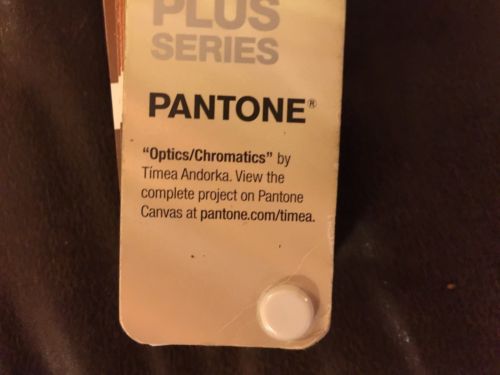 PLUS
SERIES
PANTONE®
“Optics/Chromatics” by
Tímea Andorka. View the
complete project on Pantone
Canvas at pantone.com/timea.